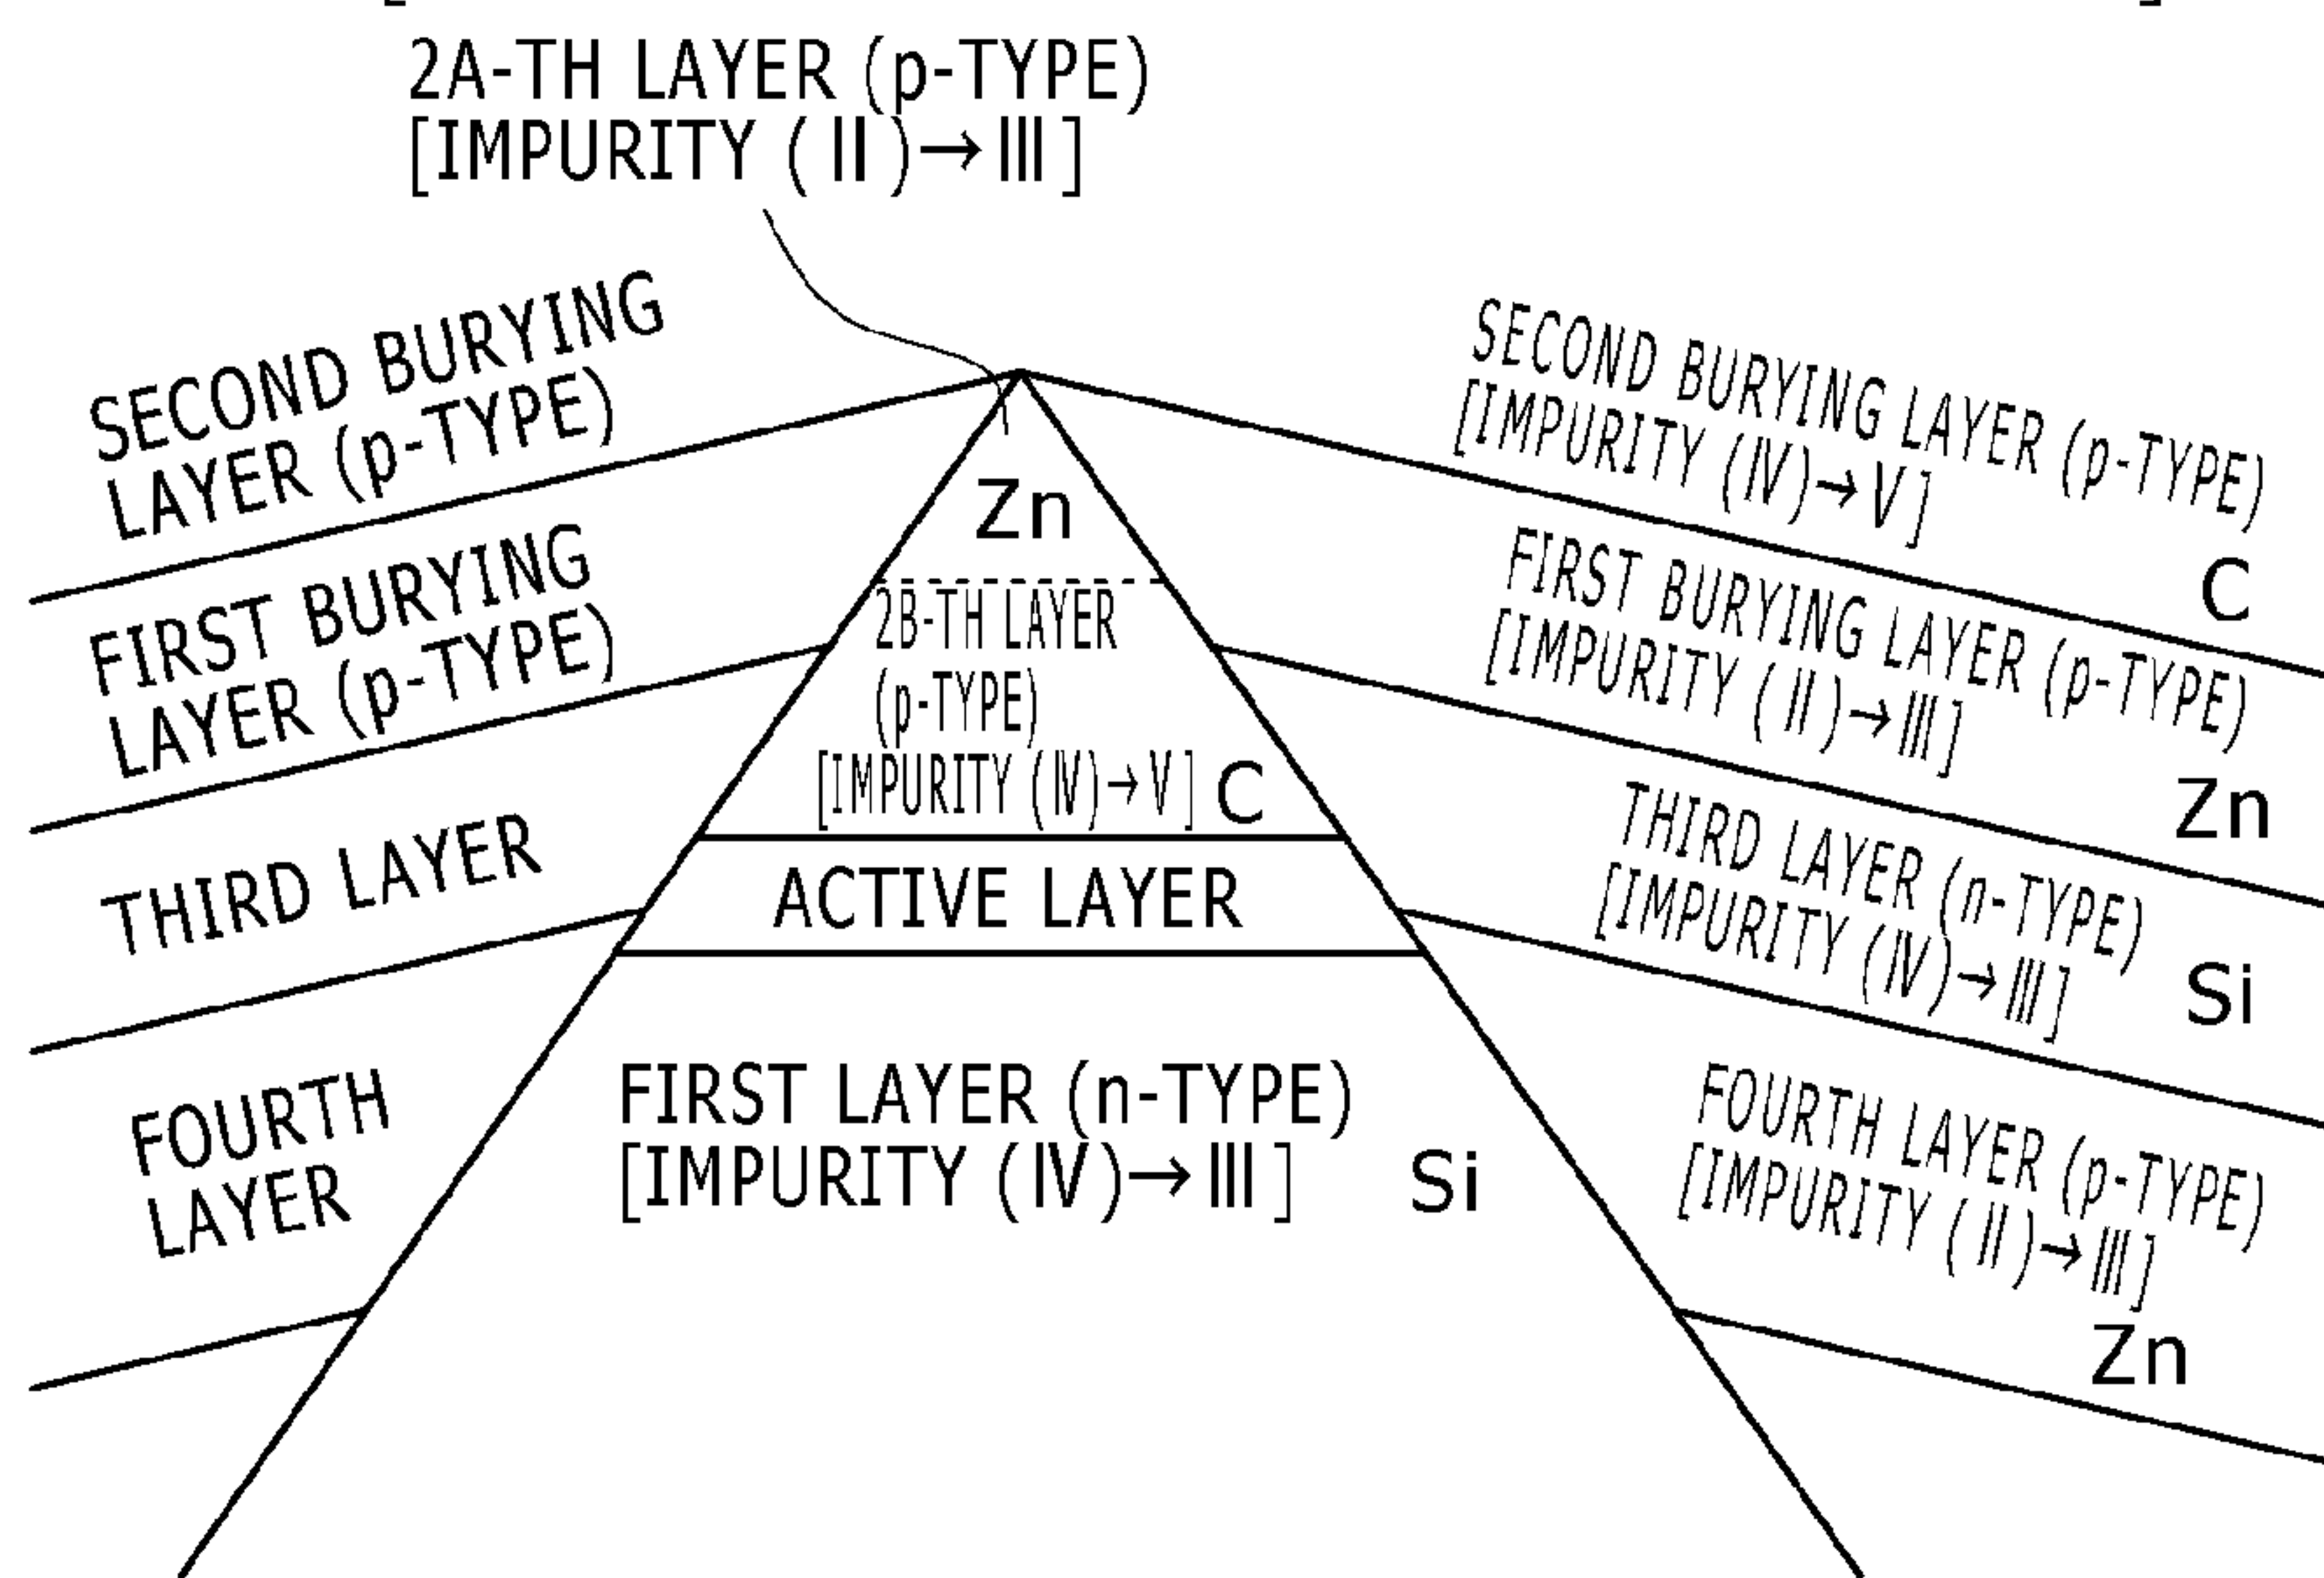 2A-TH LAYER (p-TYPE)
[IMPURITY (II)→III]
SECOND BURYING
LAYER (p-TYPE)
FIRST BURYING
LAYER (p-TYPE)
THIRD LAYER
FOURTH
LAYER
Zn
2B-TH LAYER
(p-TYPE)
[IMPURITY (IV)→V] C
ACTIVE LAYER
FIRST LAYER (n-TYPE)
[IMPURITY (IV)→III] Si
SECOND BURYING LAYER (p-TYPE)
[IMPURITY (IV)→V]
C
FIRST BURYING LAYER (p-TYPE)
[IMPURITY (II)→III]
Zn
THIRD LAYER (n-TYPE)
[IMPURITY (IV)→III]
Si
FOURTH LAYER (p-TYPE)
[IMPURITY (II)→III]
Zn